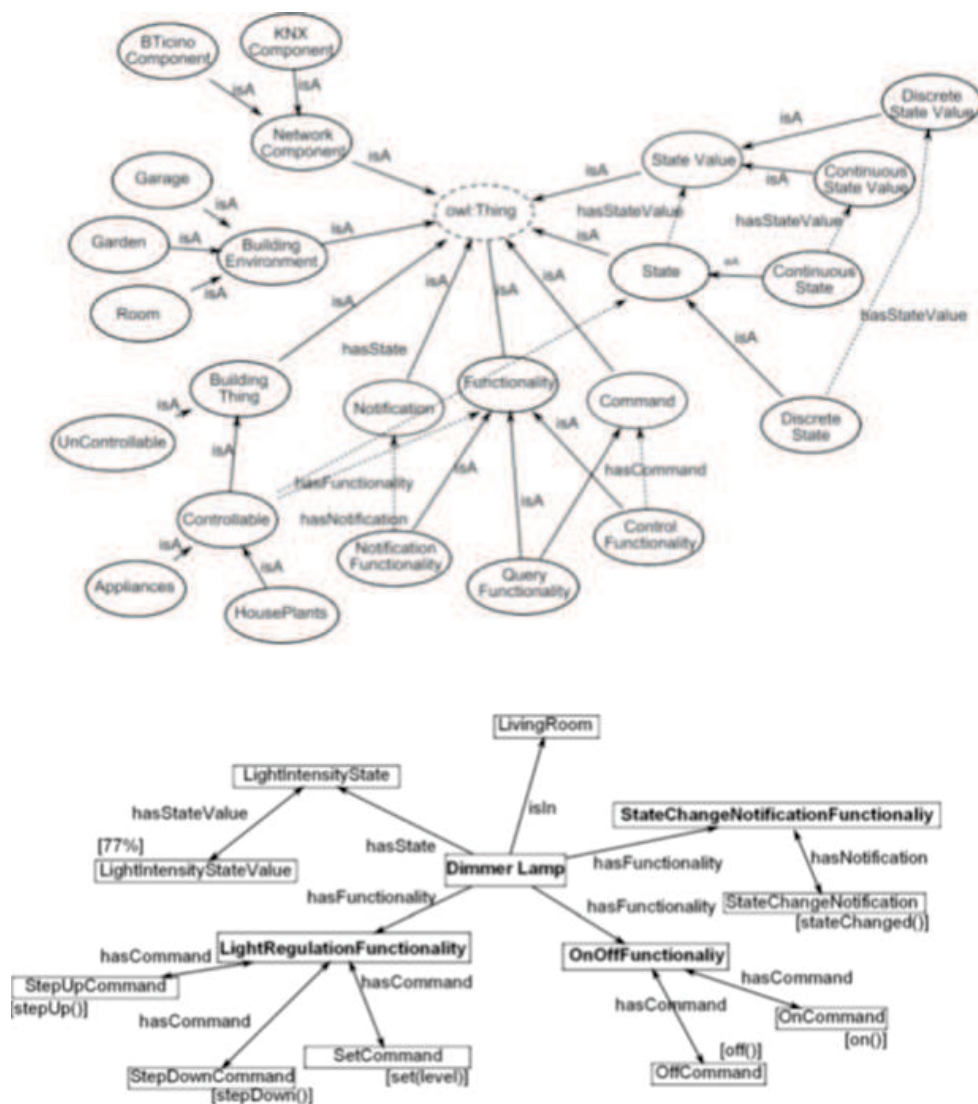 BTicino
Component
isA
KNX
Component
isA
Network
Component
isA
Garage
isA
Garden
isA
Building
Environment
isA
Room
isA
owl:Thing
Discrete
State Value
isA
State Value
isA
Continuous
State Value
isA
hasStateValue
hasStateValue
isA
State
isA
Continuous
State
hasStateValue
isA
Discrete
State
isA
isA
isA
isA
hasState
Building
Thing
isA
UnControllable
isA
Notification
Functionality
Command
isA
isA
isA
hasFunctionality
hasCommand
hasNotification
Controllable
isA
Appliances
isA
HousePlants
Notification
Functionality
Query
Functionality
Control
Functionality
LivingRoom
isIn
LightIntensityState
hasStateValue
[77%]
LightIntensityStateValue
hasState
Dimmer Lamp
StateChangeNotificationFunctionaliy
hasFunctionality
hasNotification
StateChangeNotification
[stateChanged()]
hasFunctionality
hasFunctionality
LightRegulationFunctionality
OnOffFunctionaliy
hasCommand
StepUpCommand
[stepUp()]
hasCommand
hasCommand
StepDownCommand
[stepDown()]
SetCommand
[set(level)]
hasCommand
hasCommand
OnCommand
[on()]
[off()]
OffCommand